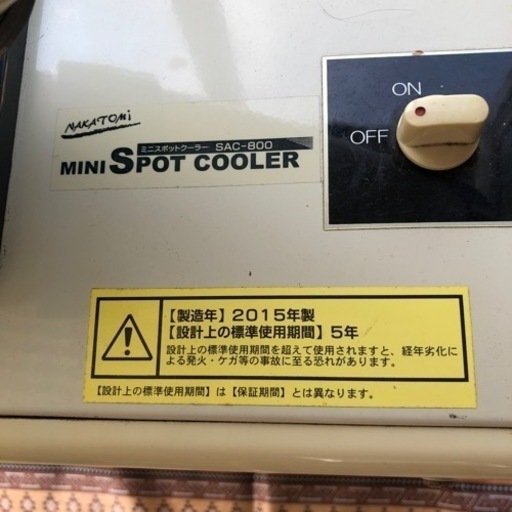 NAKATOMI
ミニスポットクーラー SAC-800
MINI SPOT COOLER
ON
OFF
【製造年】2015年製
【設計上の標準使用期間】5年
設計上の標準使用期間を超えて使用されますと、経年劣化に
よる発火・ケガ等の事故に至る恐れがあります。
【設計上の標準使用期間】は【保証期間】とは異なります。